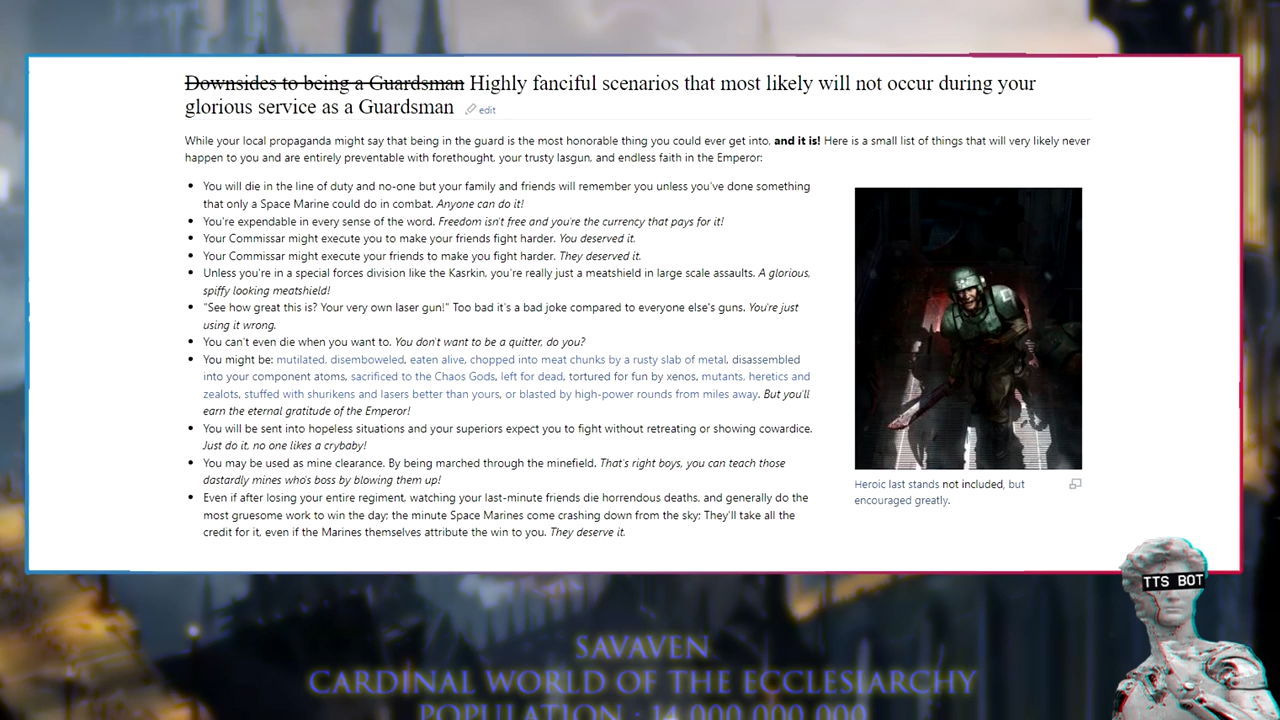 Downsides to being a Guardsman Highly fanciful scenarios that most likely will not occur during your
glorious service as a Guardsman edit
While your local propaganda might say that being in the guard is the most honorable thing you could ever get into, and it is! Here is a small list of things that will very likely never
happen to you and are entirely preventable with forethought, your trusty lasgun, and endless faith in the Emperor:
• You will die in the line of duty and no-one but your family and friends will remember you unless you've done something
that only a Space Marine could do in combat. Anyone can do it!
• You're expendable in every sense of the word. Freedom isn't free and you're the currency that pays for it!
• Your Commissar might execute you to make your friends fight harder. You deserved it.
• Your Commissar might execute your friends to make you fight harder. They deserved it.
• Unless you're in a special forces division like the Kasrkin, you're really just a meatshield in large scale assaults. A glorious,
spiffy looking meatshield!
• "See how great this is? Your very own laser gun!" Too bad it's a bad joke compared to everyone else's guns. You're just
using it wrong.
• You can't even die when you want to. You don't want to be a quitter, do you?
• You might be: mutilated, disemboweled, eaten alive, chopped into meat chunks by a rusty slab of metal, disassembled
into your component atoms, sacrificed to the Chaos Gods, left for dead, tortured for fun by xenos, mutants, heretics and
zealots, stuffed with shurikens and lasers better than yours, or blasted by high-power rounds from miles away. But you'll
earn the eternal gratitude of the Emperor!
• You will be sent into hopeless situations and your superiors expect you to fight without retreating or showing cowardice.
Just do it, no one likes a crybaby!
• You may be used as mine clearance. By being marched through the minefield. That's right boys, you can teach those
dastardly mines who's boss by blowing them up!
• Even if after losing your entire regiment, watching your last-minute friends die horrendous deaths, and generally do the
most gruesome work to win the day; the minute Space Marines come crashing down from the sky: They'll take all the
credit for it, even if the Marines themselves attribute the win to you. They deserve it.
Heroic last stands not included, but
encouraged greatly.
TTS BOT
SAVAVEN
CARDINAL WORLD OF THE ECCLESIARCHY
POPULATION : 14 000 000 000